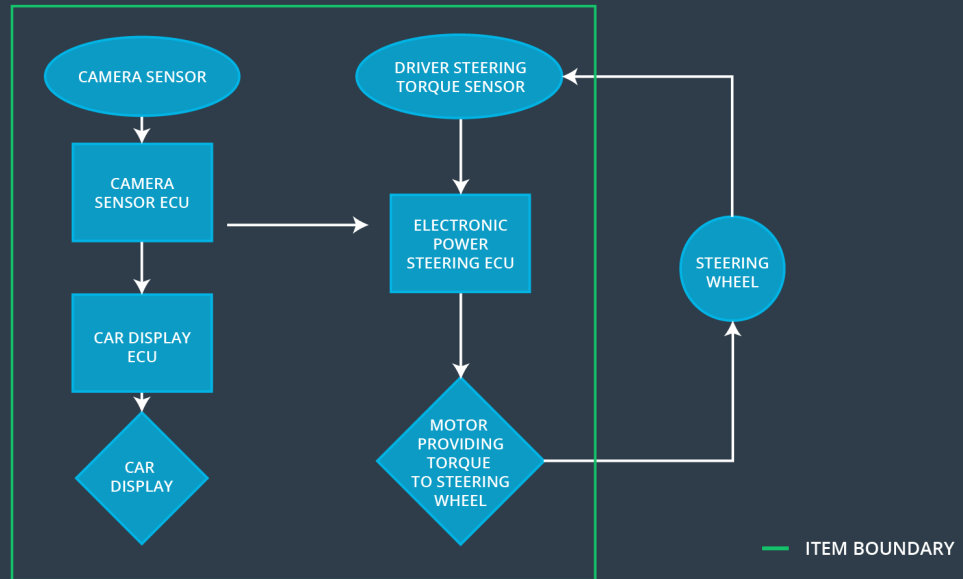 CAMERA SENSOR
DRIVER STEERING
TORQUE SENSOR
CAMERA
SENSOR ECU
ELECTRONIC
POWER
STEERING ECU
STEERING
WHEEL
CAR DISPLAY
ECU
MOTOR
PROVIDING
TORQUE
TO STEERING
WHEEL
CAR
DISPLAY
ITEM BOUNDARY